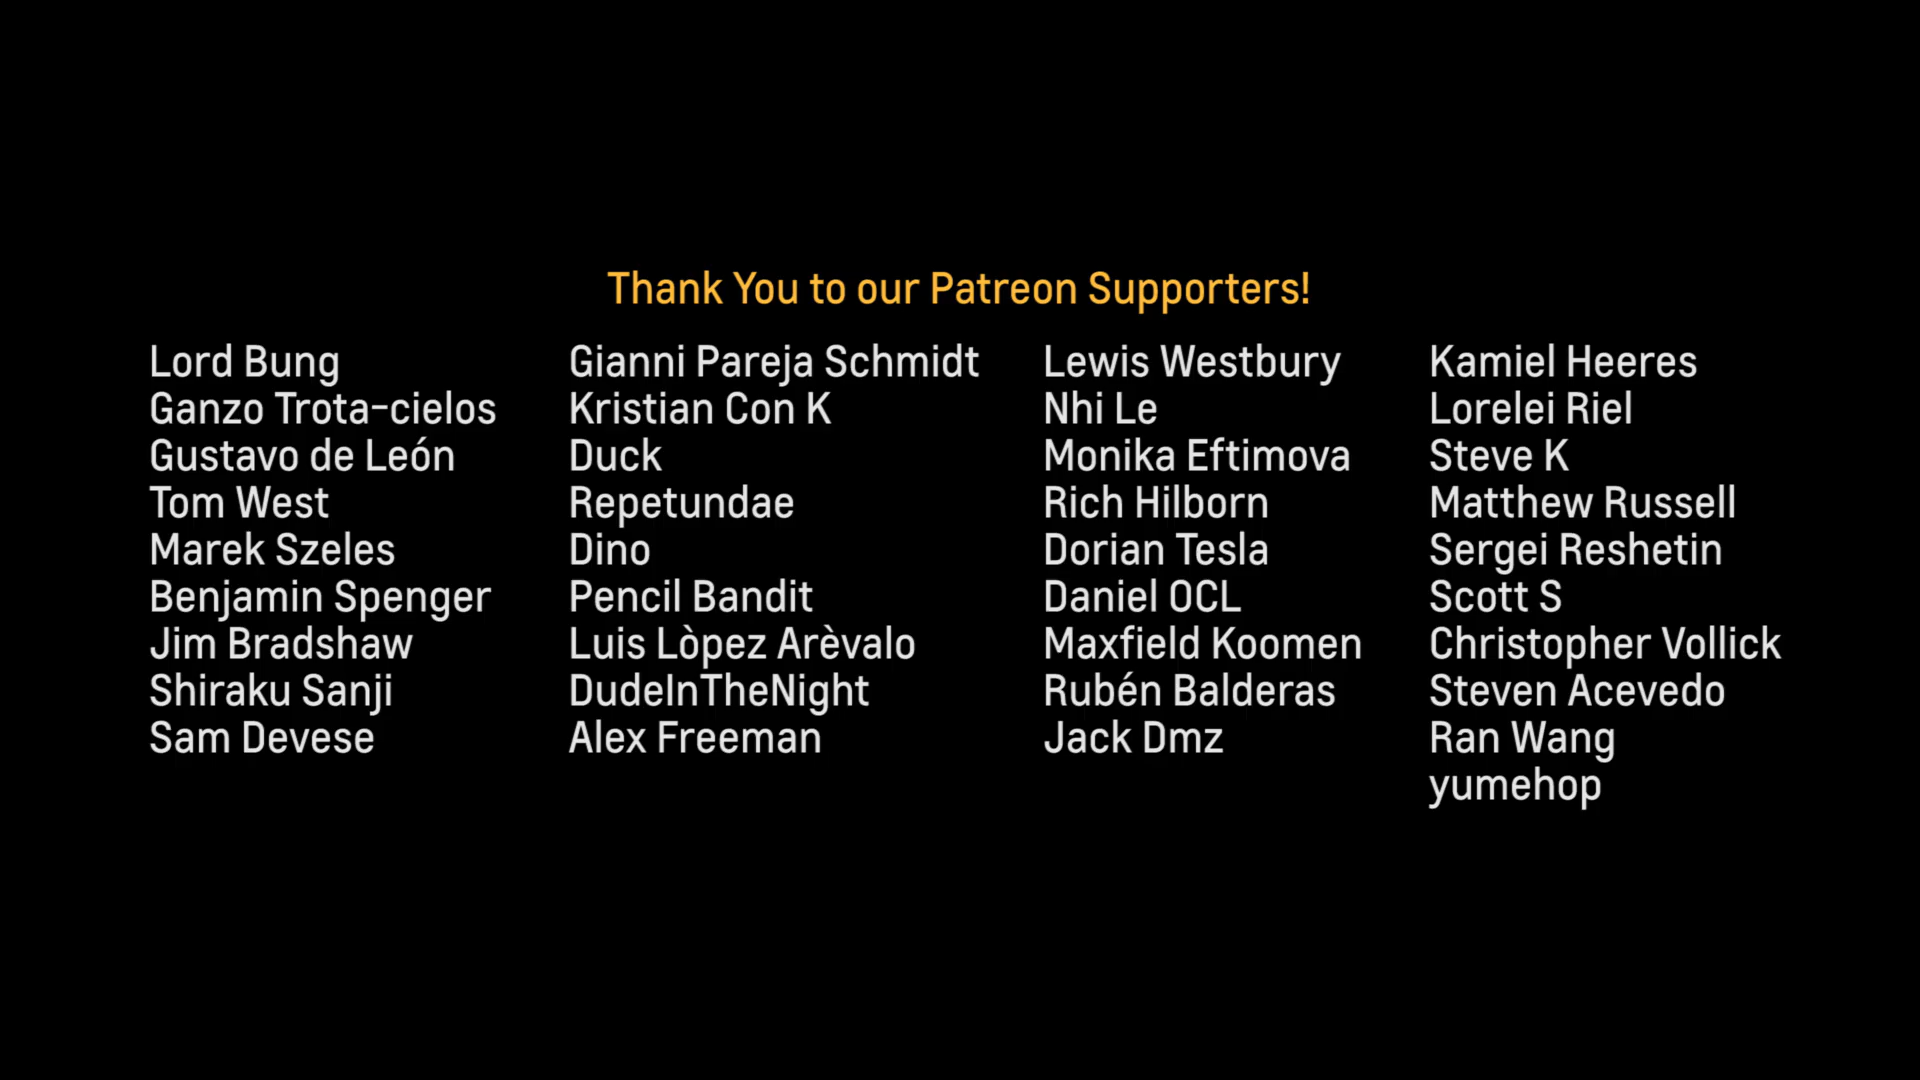 Thank You to our Patreon Supporters!
Lord Bung
Ganzo Trota-cielos
Gustavo de León
Tom West
Marek Szeles
Benjamin Spenger
Jim Bradshaw
Shiraku Sanji
Sam Devese
Gianni Pareja Schmidt
Kristian Con K
Duck
Repetundae
Dino
Pencil Bandit
Luis Lòpez Arèvalo
DudeInTheNight
Alex Freeman
Lewis Westbury
Nhi Le
Monika Eftimova
Rich Hilborn
Dorian Tesla
Daniel OCL
Maxfield Koomen
Rubén Balderas
Jack Dmz
Kamiel Heeres
Lorelei Riel
Steve K
Matthew Russell
Sergei Reshetin
Scott S
Christopher Vollick
Steven Acevedo
Ran Wang
yumehop